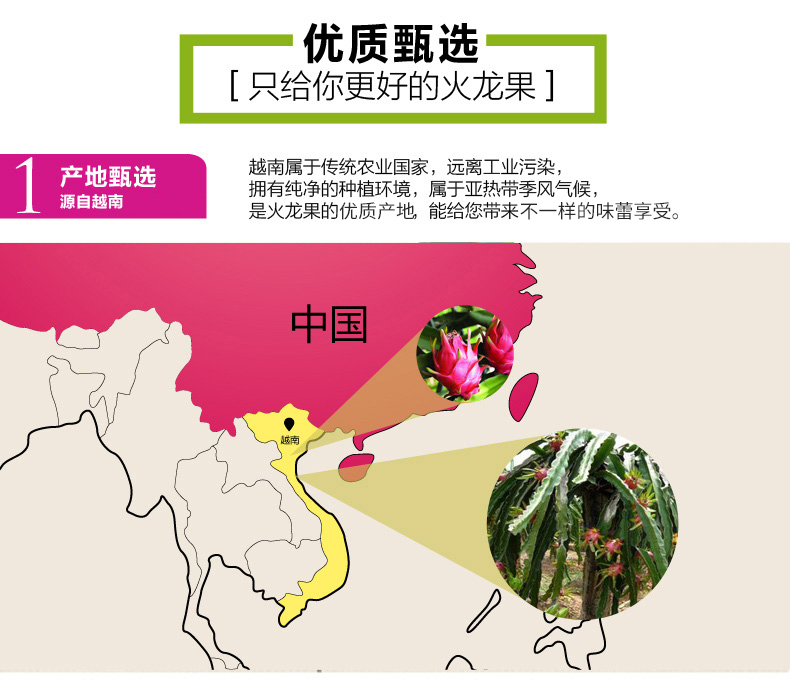 优质甄选
[ 只给你更好的火龙果 ]
1 产地甄选
源自越南
越南属于传统农业国家，远离工业污染，
拥有纯净的种植环境，属于亚热带季风气候，
是火龙果的优质产地，能给您带来不一样的味蕾享受。
中国
越南